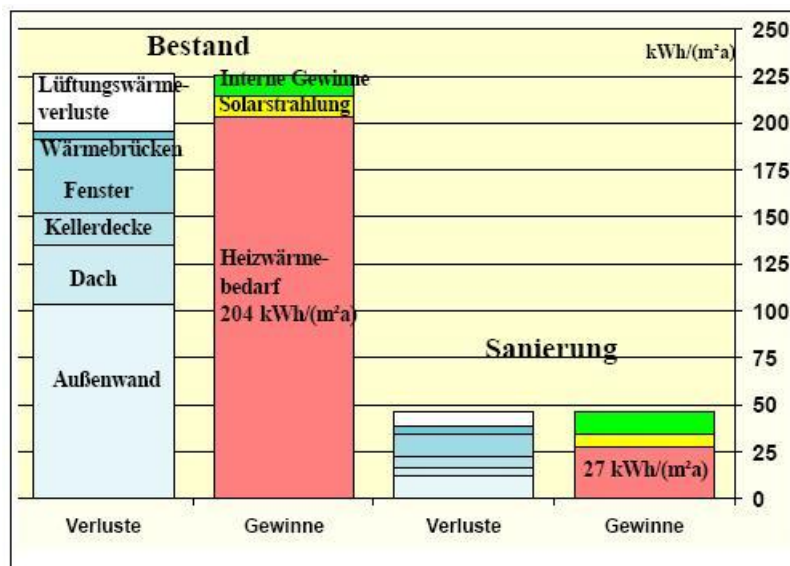 Bestand
kWh/(m²a)
Lüftungswärme-
verluste
Wärmebrücken
Fenster
Kellerdecke
Dach
Außenwand
Interne Gewinne
Solarstrahlung
Heizwärme-
bedarf
204 kWh/(m²a)
Sanierung
27 kWh/(m²a)
250
225
200
175
150
125
100
75
50
25
0
Verluste
Gewinne
Verluste
Gewinne